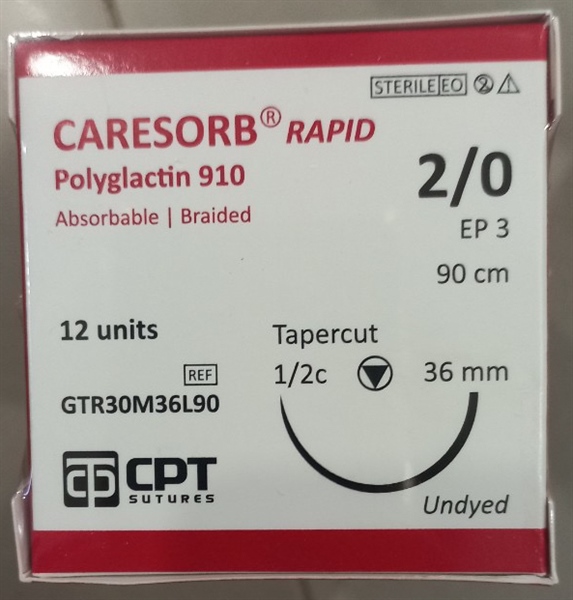 STERILE EO
CARESORB® RAPID
Polyglactin 910
Absorbable | Braided
2/0
EP 3
90 cm
12 units
REF
GTR30M36L90
Tapercut
1/2c 36 mm
CPT
SUTURES
Undyed